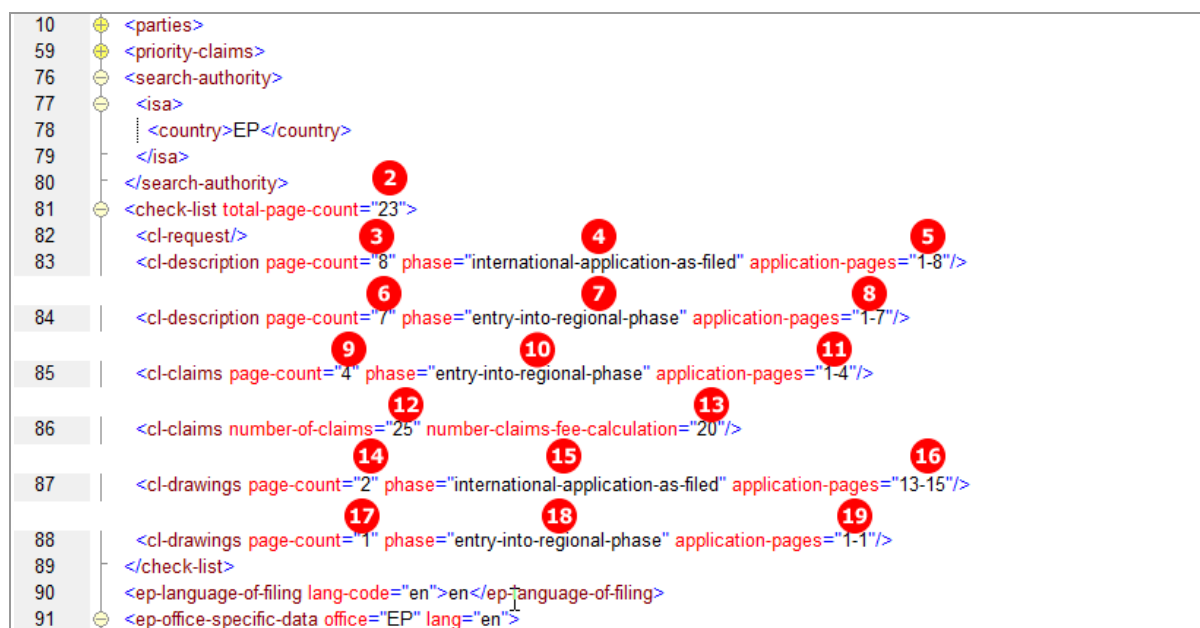 10 <parties>
59 <priority-claims>
76 <search-authority>
77 <isa>
78 <country>EP</country>
79 </isa>
80 </search-authority>
2
81 <check-list total-page-count="23">
82 <cl-request/>
3 4 5
83 <cl-description page-count="8" phase="international-application-as-filed" application-pages="1-8"/>
6 7 8
84 <cl-description page-count="7" phase="entry-into-regional-phase" application-pages="1-7"/>
9 10 11
85 <cl-claims page-count="4" phase="entry-into-regional-phase" application-pages="1-4"/>
12 13
86 <cl-claims number-of-claims="25" number-claims-fee-calculation="20"/>
14 15 16
87 <cl-drawings page-count="2" phase="international-application-as-filed" application-pages="13-15"/>
17 18 19
88 <cl-drawings page-count="1" phase="entry-into-regional-phase" application-pages="1-1"/>
89 </check-list>
90 <ep-language-of-filing lang-code="en">en</ep-language-of-filing>
91 <ep-office-specific-data office="EP" lang="en">